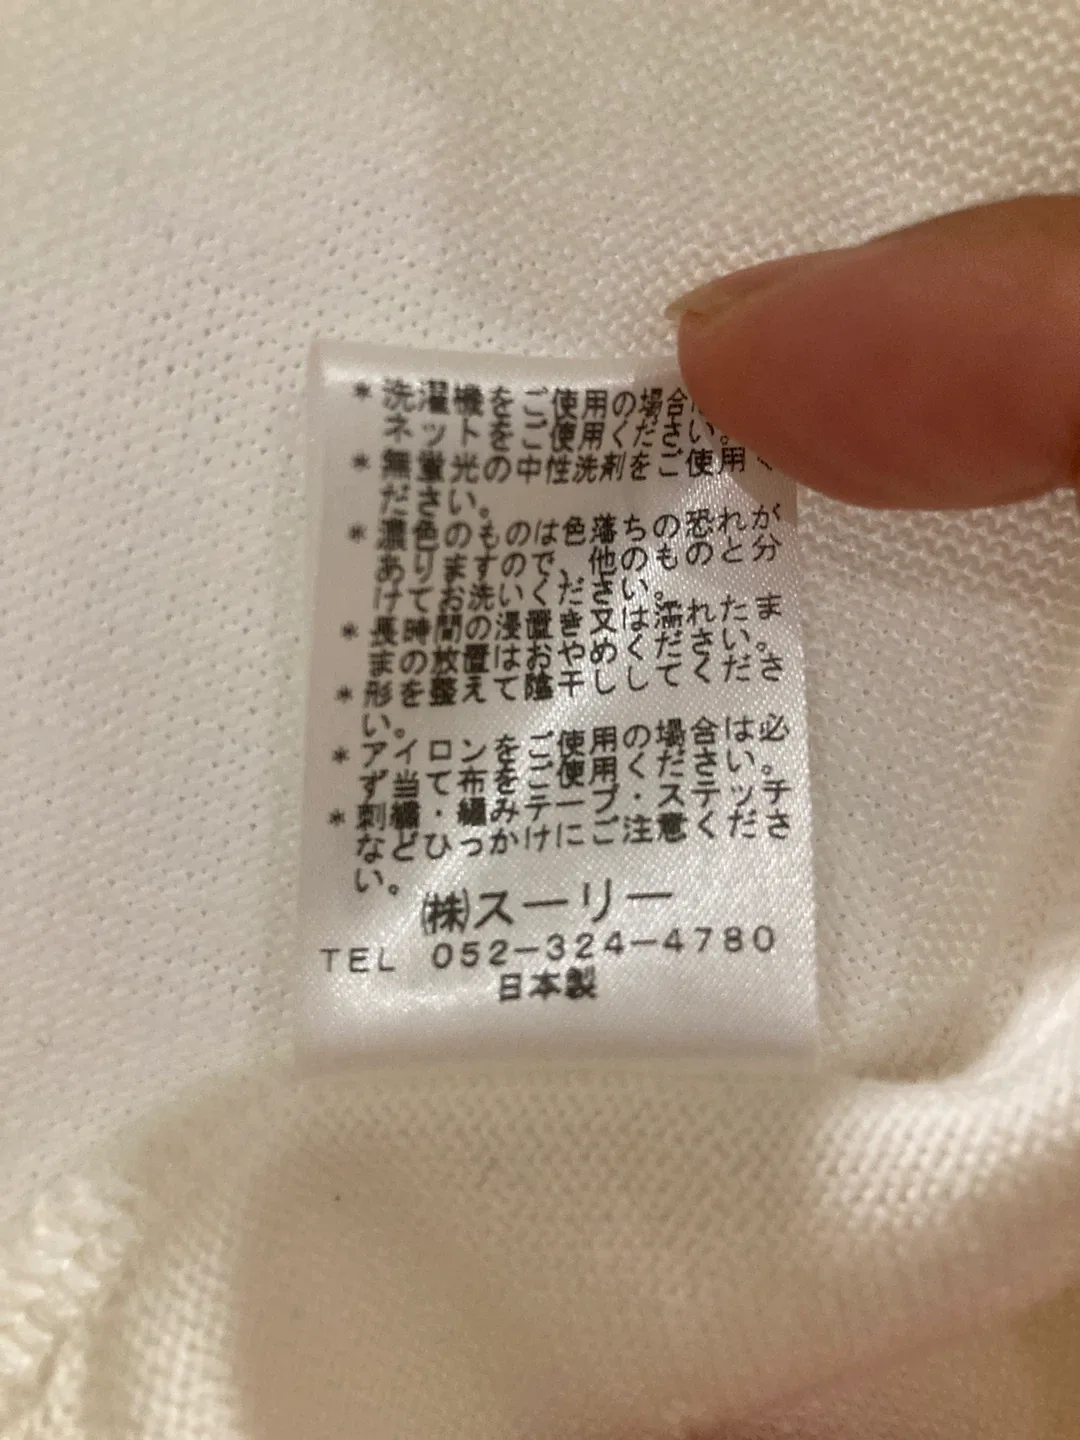 ＊洗濯機をご使用の場合は
ネットをご使用ください。
＊無蛍光の中性洗剤をご使用く
ださい。
＊濃色のものは色落ちの恐れが
ありますので、他のものと分
けてお洗いください。
＊長時間の浸置き又は濡れたま
まの放置はおやめください。
＊形を整えて陰干ししてくださ
い。
＊アイロンをご使用の場合は必
ず当て布をご使用ください。
＊刺繍・編みテープ・ステッチ
などひっかけにご注意くださ
い。
㈱スーリー
TEL 052-324-4780
日本製